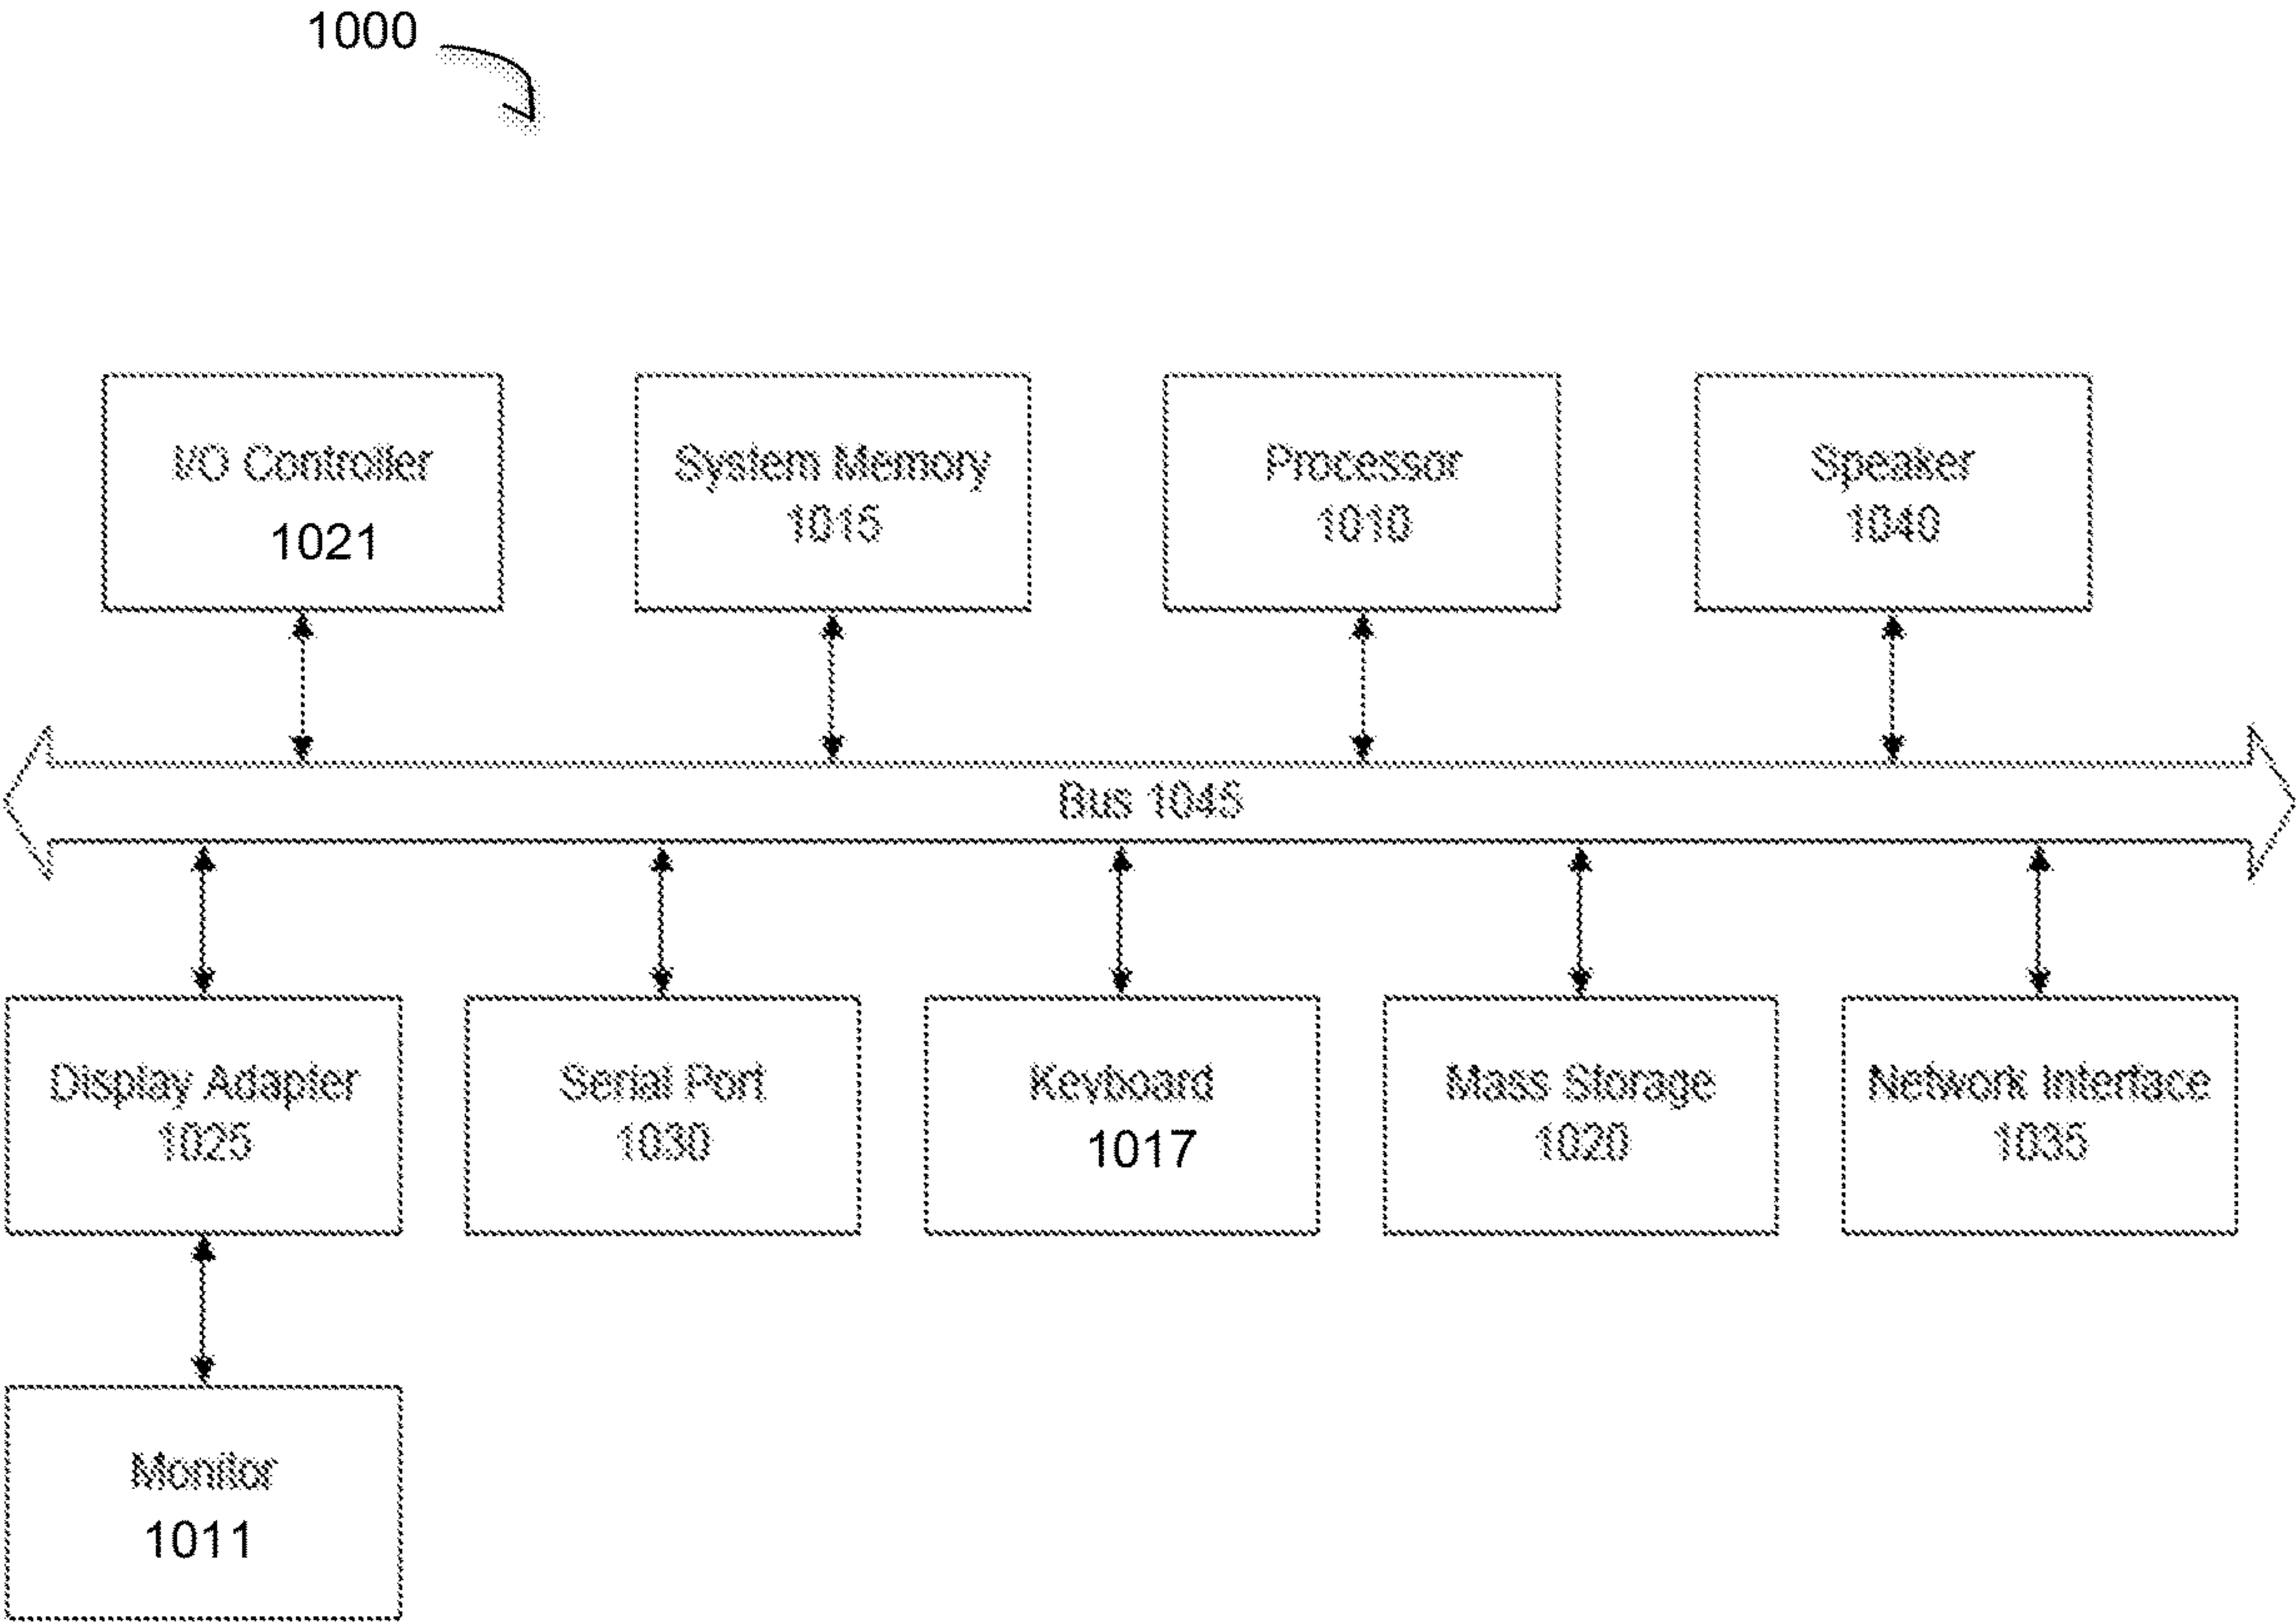 1000
I/O Controller
1021
System Memory
1015
Processor
1010
Speaker
1040
Bus 1045
Display Adapter
1025
Serial Port
1030
Keyboard
1017
Mass Storage
1020
Network Interface
1035
Monitor
1011